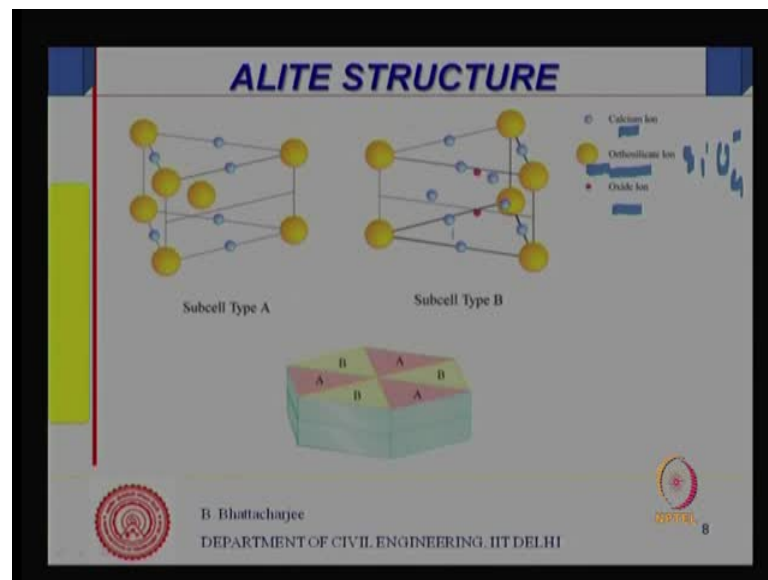 ALITE STRUCTURE
Calcium Ion
Orthosilicate Ion
Oxide Ion
SiO4-
Subcell Type A
Subcell Type B
B
A
A
B
B
A
B. Bhattacharjee
DEPARTMENT OF CIVIL ENGINEERING, IIT DELHI
NPTEL
8